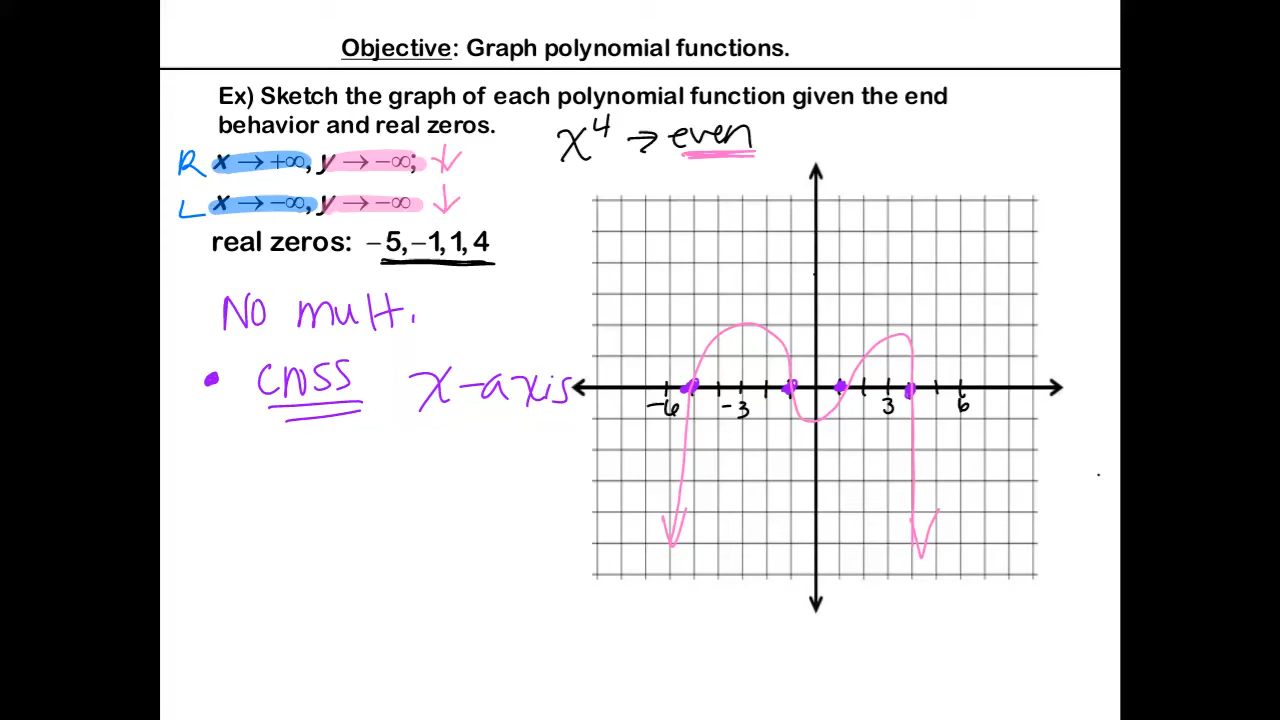 Objective: Graph polynomial functions.
Ex) Sketch the graph of each polynomial function given the end
behavior and real zeros.
x⁴ → even
R x → +∞, y → −∞; ↓
L x → −∞, y → −∞ ↓
real zeros: −5, −1, 1, 4
No mult.
• cross x-axis
-6 -3 3 6